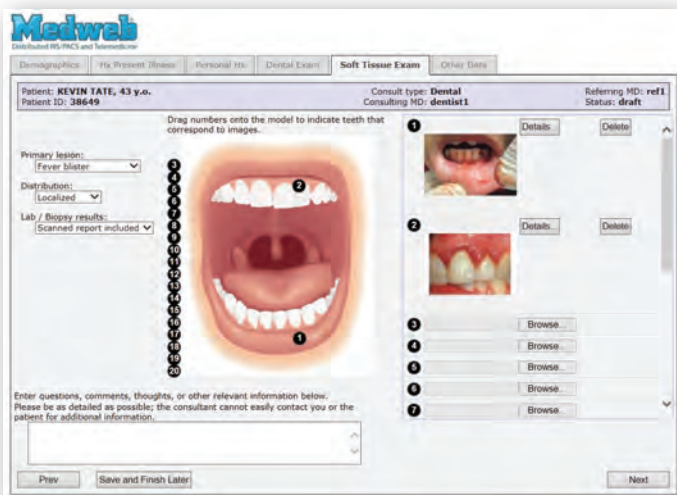 Medweb
Distributed RIS/PACS and Telemedicine
Demographics Hx Present Illness Personal Hx Dental Exam Soft Tissue Exam Other Data
Patient: KEVIN TATE, 43 y.o. Consult type: Dental Referring MD: ref1
Patient ID: 38649 Consulting MD: dentist1 Status: draft
Drag numbers onto the model to indicate teeth that
correspond to images.
Primary lesion:
Fever blister
Distribution:
Localized
Lab / Biopsy results:
Scanned report included
3
4
5
6
7
8
9
10
11
12
13
14
15
16
17
18
19
20
2
1
1 Details... Delete
2 Details... Delete
3 Browse...
4 Browse...
5 Browse...
6 Browse...
7 Browse...
Enter questions, comments, thoughts, or other relevant information below.
Please be as detailed as possible; the consultant cannot easily contact you or the
patient for additional information.
Prev Save and Finish Later Next